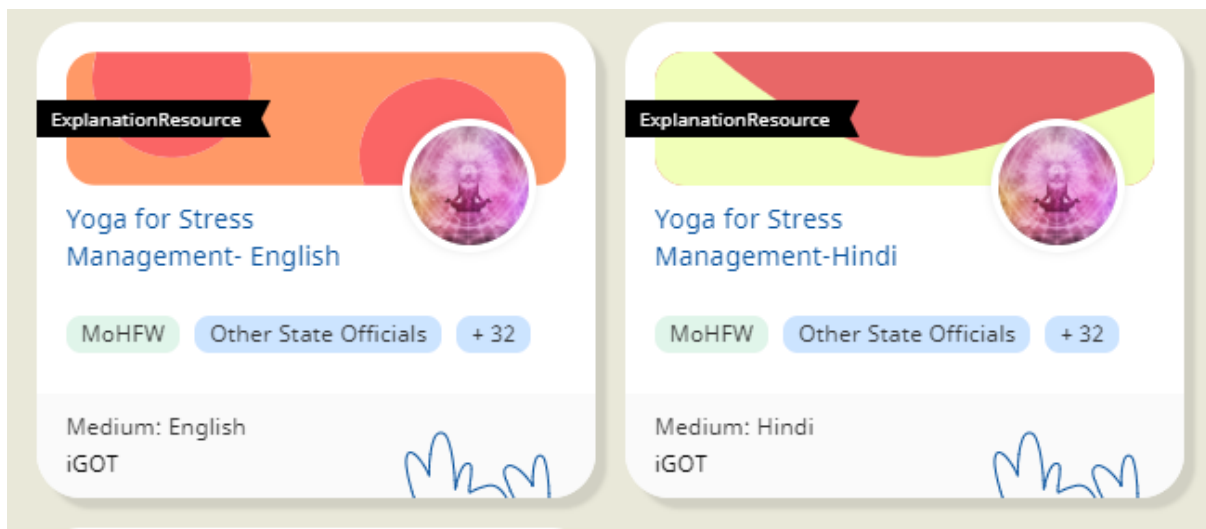 ExplanationResource
Yoga for Stress
Management- English
MoHFW Other State Officials + 32
Medium: English
iGOT
ExplanationResource
Yoga for Stress
Management-Hindi
MoHFW Other State Officials + 32
Medium: Hindi
iGOT